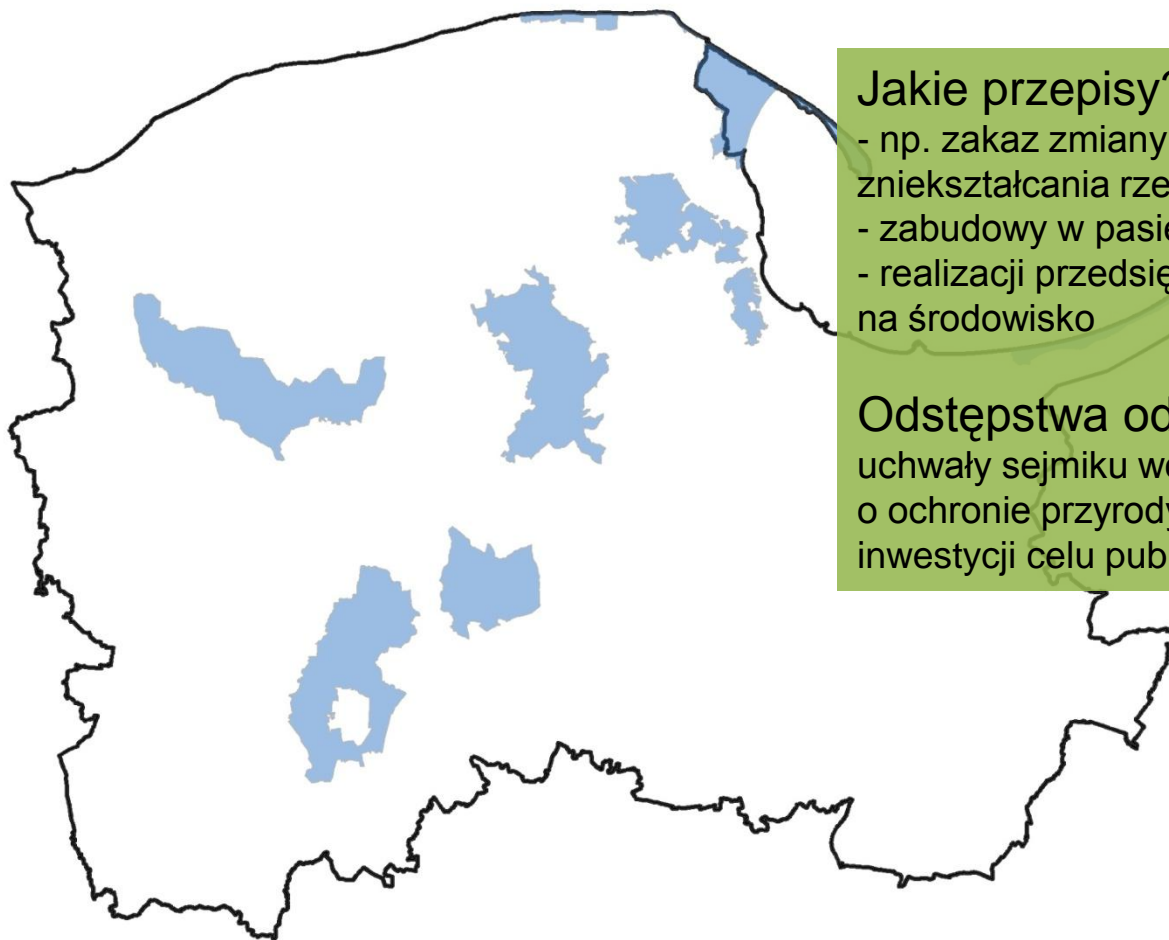 Jakie przepisy?
- np. zakaz zmiany
zniekształcania rze
- zabudowy w pasie
- realizacji przedsię
na środowisko
Odstępstwa od
uchwały sejmiku wo
o ochronie przyrody
inwestycji celu pub